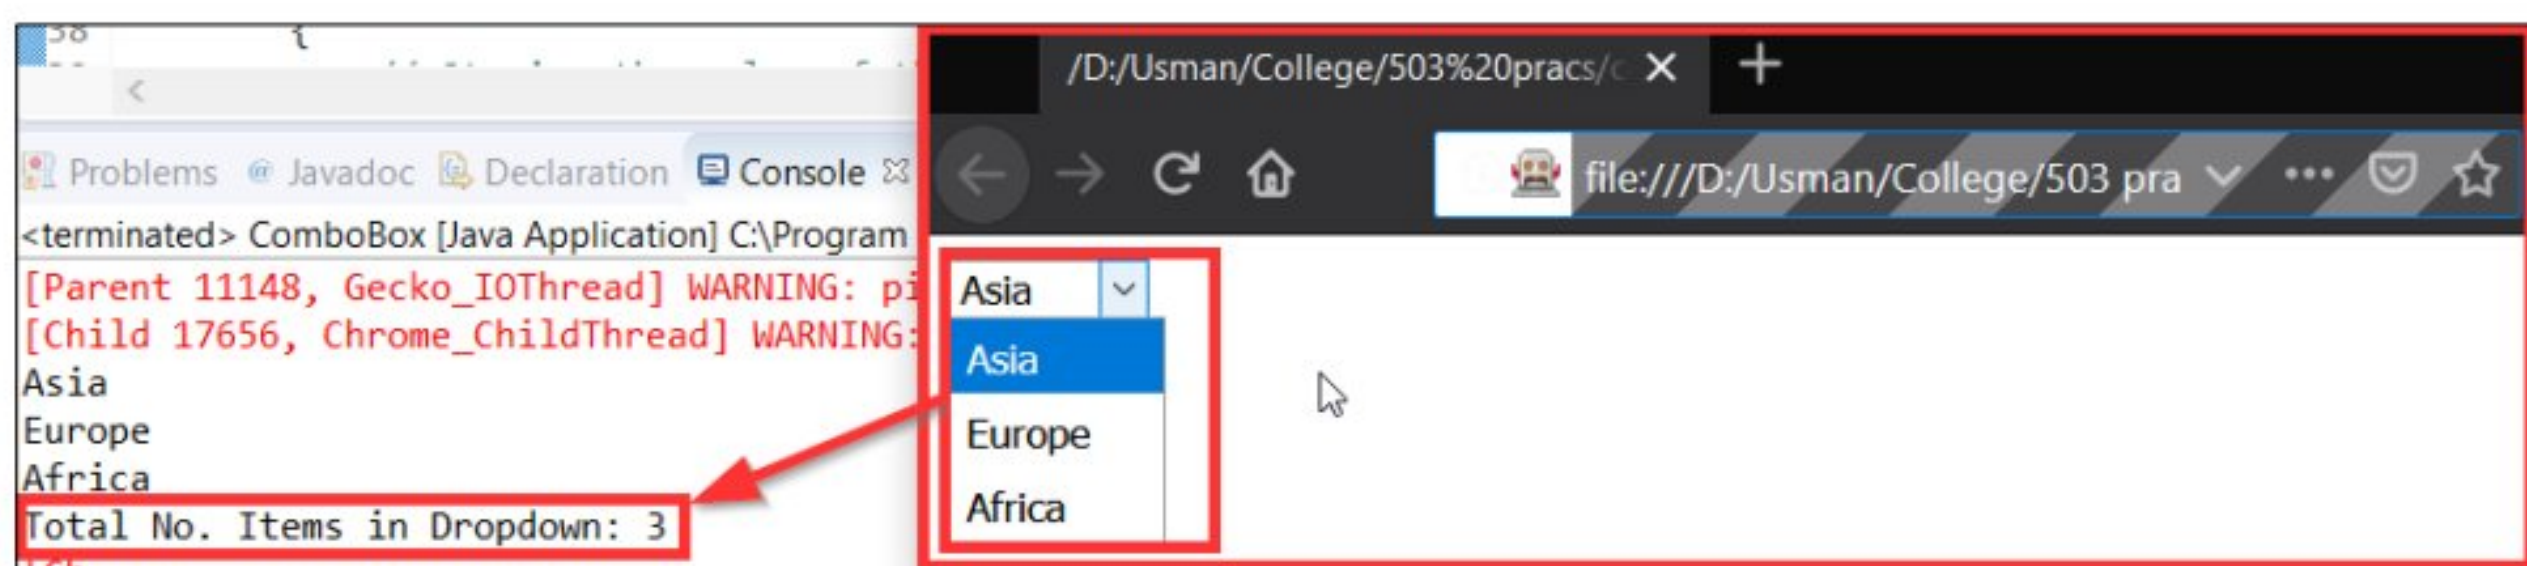 38 {
Problems @ Javadoc Declaration Console
<terminated> ComboBox [Java Application] C:\Program
[Parent 11148, Gecko_IOThread] WARNING:
[Child 17656, Chrome_ChildThread] WARNING:
Asia
Europe
Africa
Total No. Items in Dropdown: 3
/D:/Usman/College/503%20pracs/c
file:///D:/Usman/College/503 pra
Asia
Asia
Europe
Africa